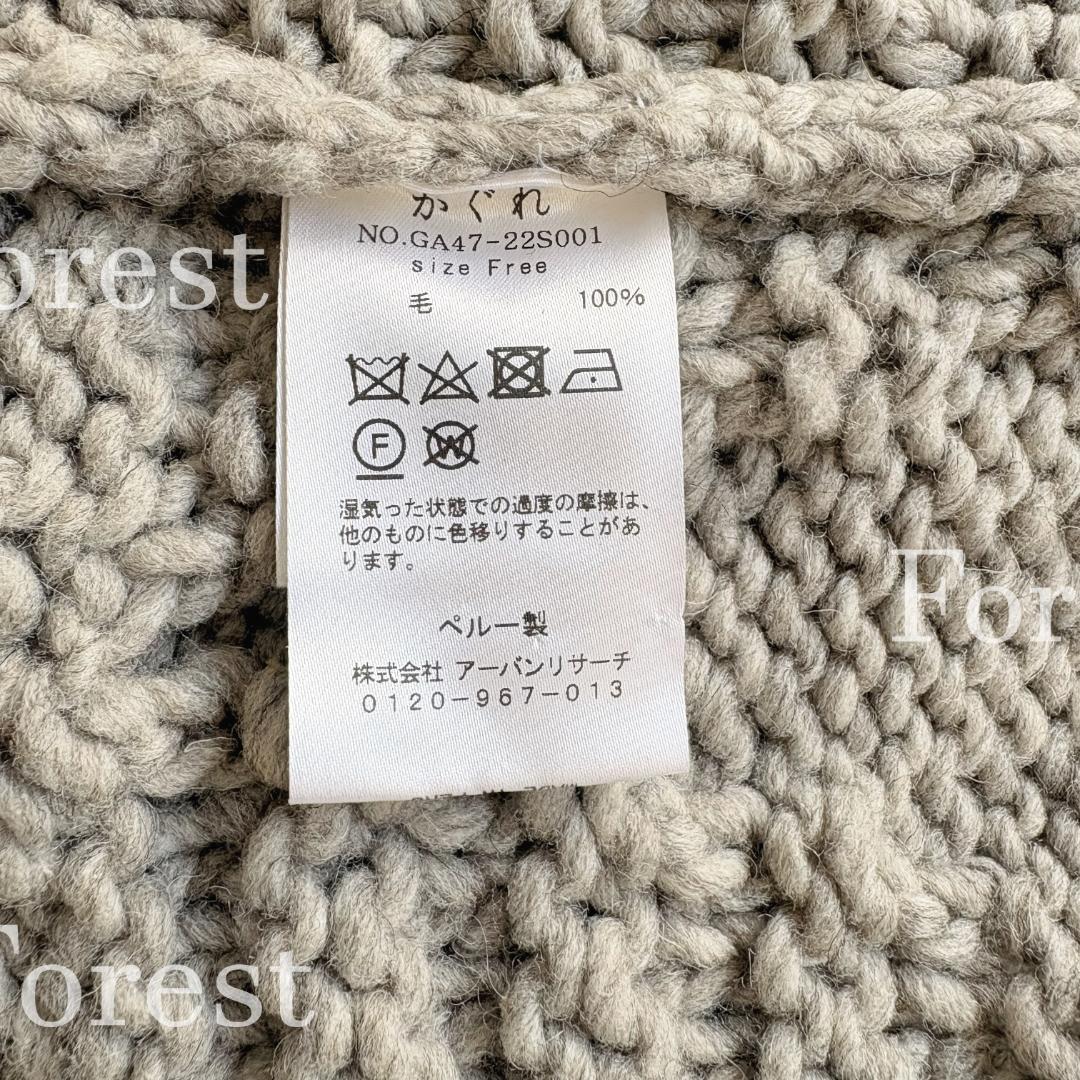 かぐれ
NO.GA47-22S001
size Free
毛 100%
F W
湿気った状態での過度の摩擦は、
他のものに色移りすることがあ
ります。
ペルー製
株式会社 アーバンリサーチ
0120-967-013
orest
For
Forest